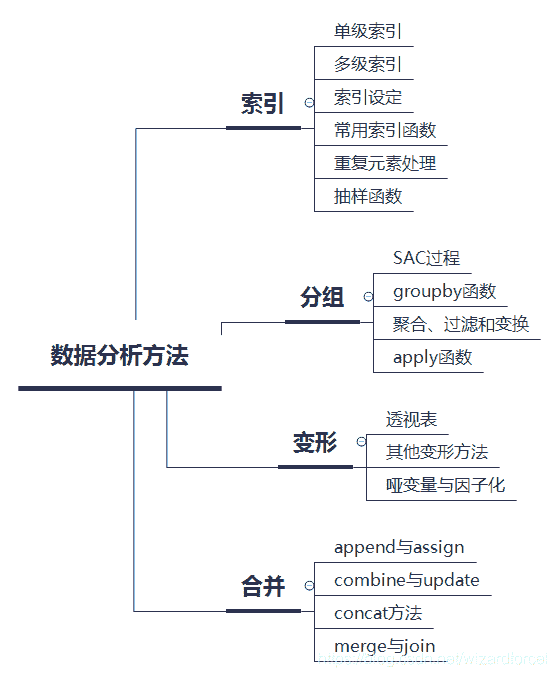 数据分析方法
索引
单级索引
多级索引
索引设定
常用索引函数
重复元素处理
抽样函数
分组
SAC过程
groupby函数
聚合、过滤和变换
apply函数
变形
透视表
其他变形方法
哑变量与因子化
合并
append与assign
combine与update
concat方法
merge与join
https://blog.csdn.net/wizardforcel